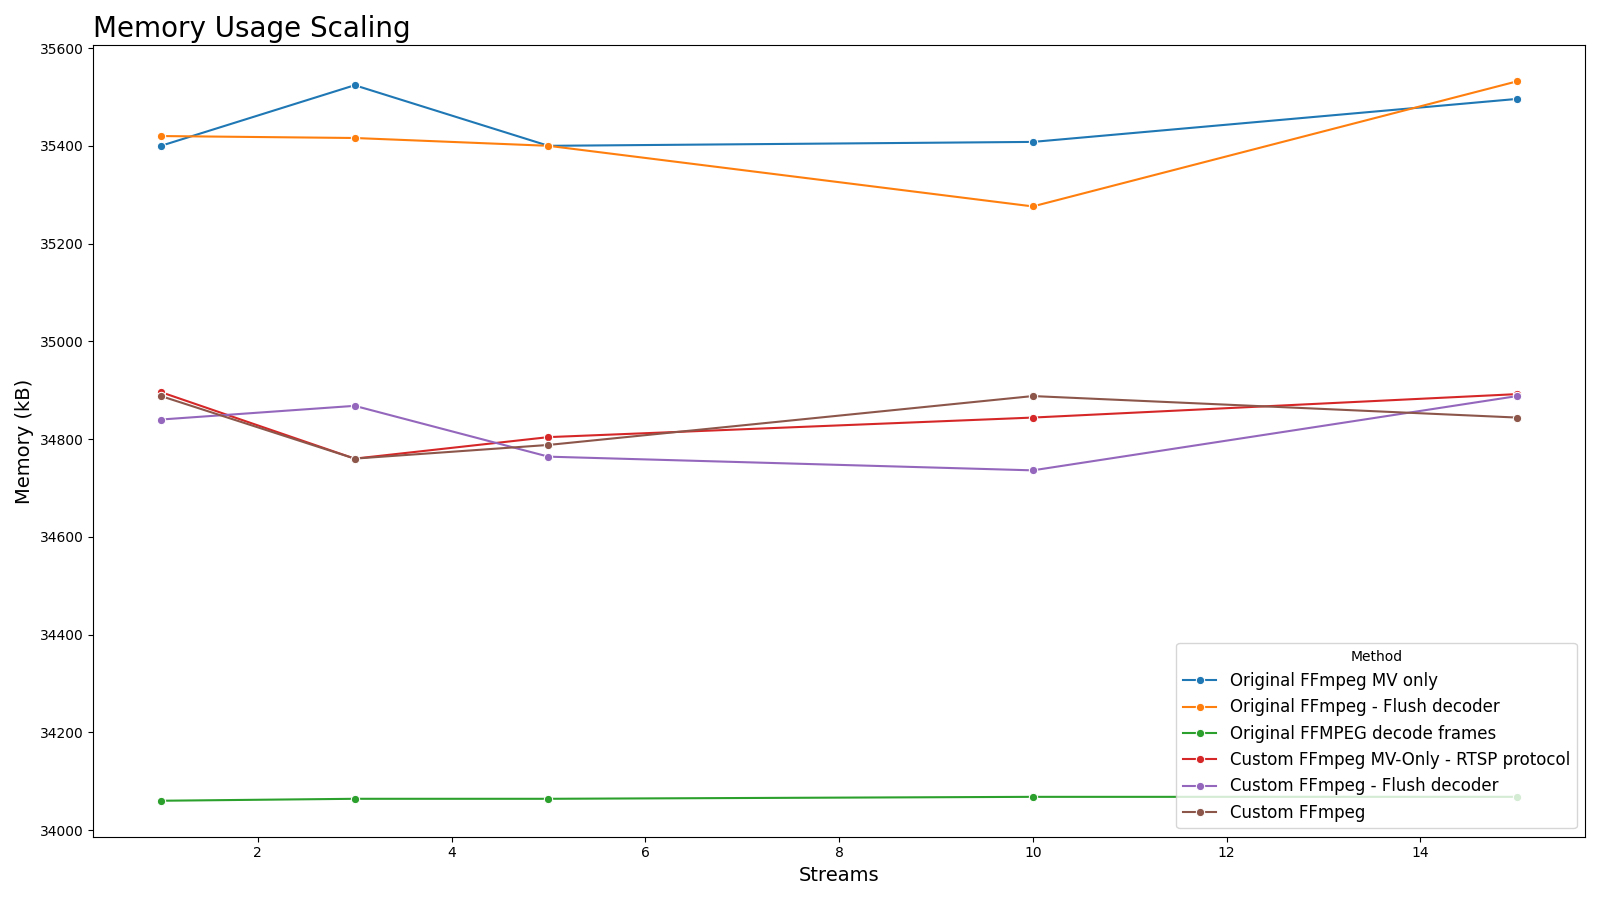 Memory Usage Scaling
35600
35400
35200
35000
34800
34600
34400
34200
34000
Memory (kB)
2
4
6
8
10
12
14
Streams
Method
Original FFmpeg MV only
Original FFmpeg - Flush decoder
Original FFMPEG decode frames
Custom FFmpeg MV-Only - RTSP protocol
Custom FFmpeg - Flush decoder
Custom FFmpeg